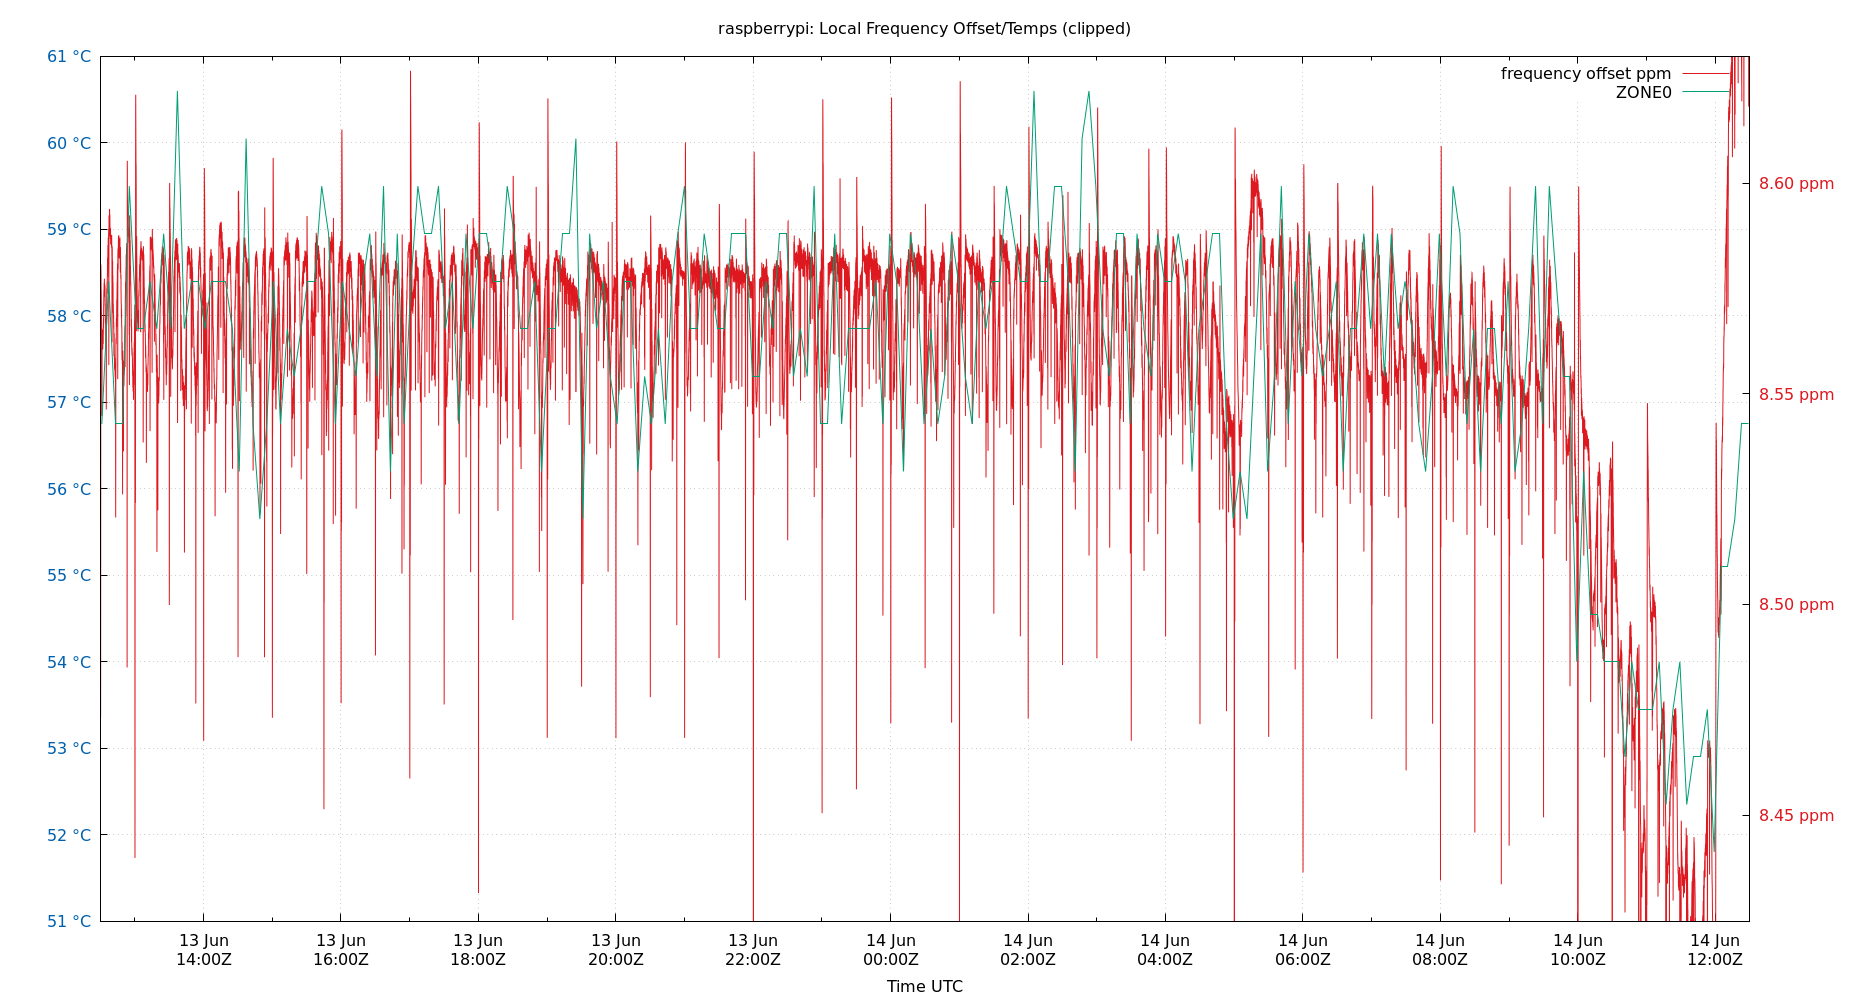 raspberrypi: Local Frequency Offset/Temps (clipped)
frequency offset ppm
ZONE0
61 °C
60 °C
59 °C
58 °C
57 °C
56 °C
55 °C
54 °C
53 °C
52 °C
51 °C
8.60 ppm
8.55 ppm
8.50 ppm
8.45 ppm
13 Jun 13 Jun 13 Jun 13 Jun 13 Jun 14 Jun 14 Jun 14 Jun 14 Jun 14 Jun 14 Jun 14 Jun
14:00Z 16:00Z 18:00Z 20:00Z 22:00Z 00:00Z 02:00Z 04:00Z 06:00Z 08:00Z 10:00Z 12:00Z
Time UTC